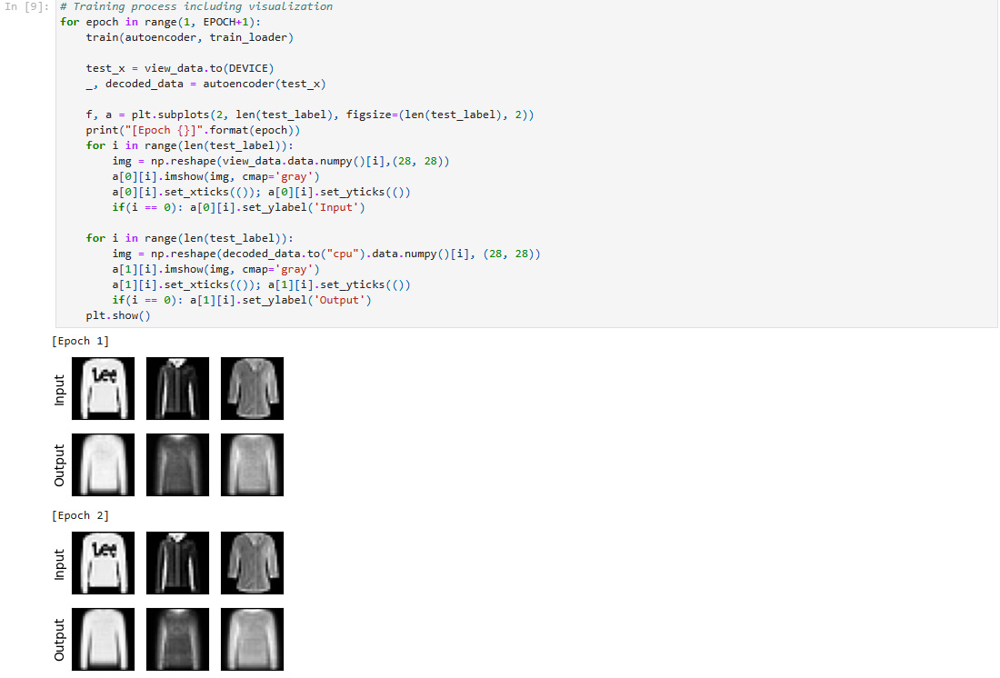 In [9]: # Training process including visualization
for epoch in range(1, EPOCH+1):
    train(autoencoder, train_loader)

    test_x = view_data.to(DEVICE)
    _, decoded_data = autoencoder(test_x)

    f, a = plt.subplots(2, len(test_label), figsize=(len(test_label), 2))
    print("[Epoch {}]".format(epoch))
    for i in range(len(test_label)):
        img = np.reshape(view_data.data.numpy()[i],(28, 28))
        a[0][i].imshow(img, cmap='gray')
        a[0][i].set_xticks(()); a[0][i].set_yticks(())
        if(i == 0): a[0][i].set_ylabel('Input')

    for i in range(len(test_label)):
        img = np.reshape(decoded_data.to("cpu").data.numpy()[i], (28, 28))
        a[1][i].imshow(img, cmap='gray')
        a[1][i].set_xticks(()); a[1][i].set_yticks(())
        if(i == 0): a[1][i].set_ylabel('Output')
    plt.show()
[Epoch 1]
Input
Lee
Output
[Epoch 2]
Input
Lee
Output